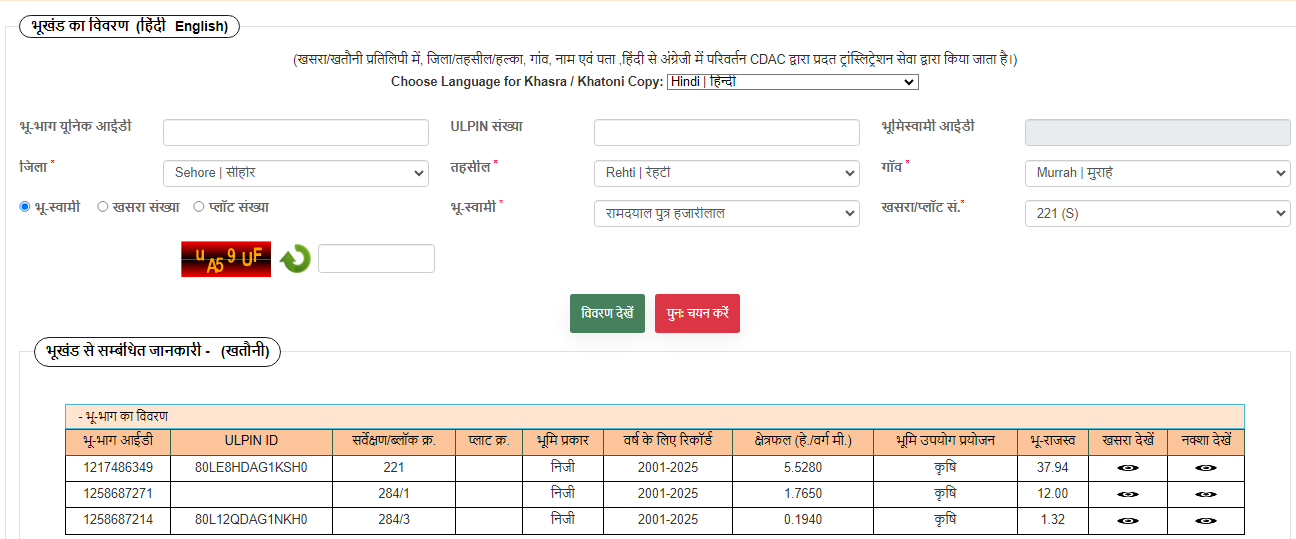 भूखंड का विवरण (हिंदी English)
(खसरा/खतौनी प्रतिलिपी में, जिला/तहसील/हल्का, गांव, नाम एवं पता ,हिंदी से अंग्रेजी में परिवर्तन CDAC द्वारा प्रदत ट्रांस्लिट्रेशन सेवा द्वारा किया जाता है।)
Choose Language for Khasra / Khatoni Copy: Hindi | हिन्दी
भू-भाग यूनिक आईडी ULPIN संख्या भूमिस्वामी आईडी
जिला * Sehore | सीहोर तहसील * Rehti | रेहटी गाँव * Murrah | मुराह
भू-स्वामी खसरा संख्या प्लॉट संख्या भू-स्वामी * रामदयाल पुत्र हजारीलाल खसरा/प्लॉट सं.* 221 (S)
u A5 9 UF
विवरण देखें पुनः चयन करें
भूखंड से सम्बंधित जानकारी - (खतौनी)
- भू-भाग का विवरण
भू-भाग आईडी ULPIN ID सर्वेक्षण/ब्लॉक क्र. प्लाट क्र. भूमि प्रकार वर्ष के लिए रिकॉर्ड क्षेत्रफल (हे./वर्ग मी.) भूमि उपयोग प्रयोजन भू-राजस्व खसरा देखें नक्शा देखें
1217486349 80LE8HDAG1KSH0 221 निजी 2001-2025 5.5280 कृषि 37.94
1258687271 284/1 निजी 2001-2025 1.7650 कृषि 12.00
1258687214 80L12QDAG1NKH0 284/3 निजी 2001-2025 0.1940 कृषि 1.32